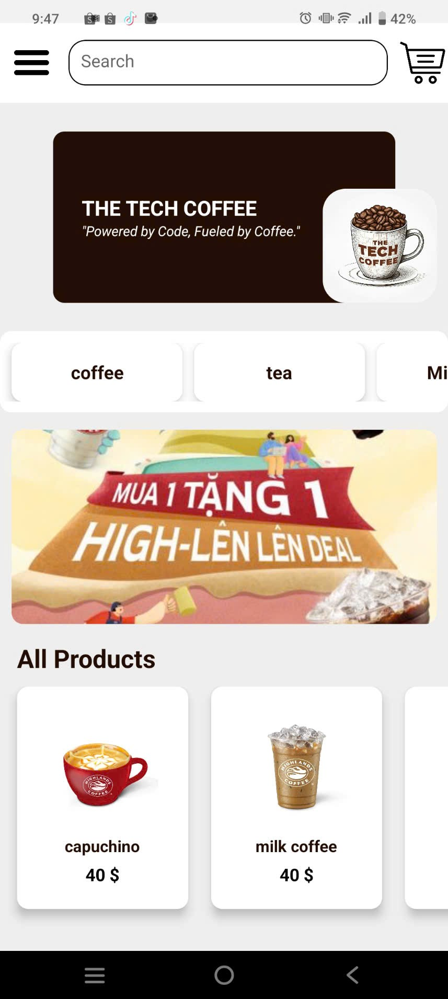 9:47
42%
Search
THE TECH COFFEE
"Powered by Code, Fueled by Coffee."
THE
TECH
COFFEE
coffee
tea
Mi
MUA 1 TẶNG 1
HIGH-LÊN LÊN DEAL
All Products
HIGHLANDS
COFFEE
HIGHLANDS
COFFEE
capuchino
milk coffee
40 $
40 $